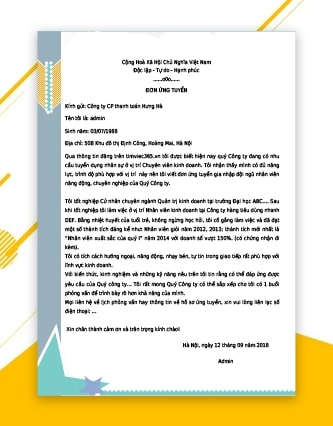 Cộng Hoà Xã Hội Chủ Nghĩa Việt Nam
Độc lập - Tự do - Hạnh phúc
......o0o......
ĐƠN ỨNG TUYỂN
Kính gửi: Công ty CP thanh toán Hưng Hà
Tên tôi là: admin
Sinh năm: 03/07/1988
Địa chỉ: 50B Khu đô thị Định Công, Hoàng Mai, Hà Nội
Qua thông tin đăng trên timviec365.vn tôi được biết hiện nay quý Công ty đang có nhu
cầu tuyển dụng nhân sự ở vị trí Chuyên viên kinh doanh. Tôi nhận thấy mình có đủ năng
lực, trình độ phù hợp với vị trí này nên tôi viết đơn ứng tuyển gia nhập đội ngũ nhân viên
năng động, chuyên nghiệp của Quý Công ty.
Tôi tốt nghiệp Cử nhân chuyên ngành Quản trị kinh doanh tại trường Đại học ABC.... Sau
khi tốt nghiệp tôi làm việc ở vị trí Nhân viên kinh doanh tại Công ty hàng tiêu dùng nhanh
DEF. Bằng nhiệt huyết của tuổi trẻ, không ngừng học hỏi, tôi cố gắng làm việc và đã đạt
một số thành tích đáng kể như: Nhân viên giỏi năm 2012, 2013; thành tích mới nhất là
"Nhân viên xuất sắc của quý I" năm 2014 với doanh số vượt 150%. (có chứng nhận đi
kèm).
Tôi có tích cách hướng ngoại, năng động, nhạy bén, tự tin trong giao tiếp rất phù hợp với
lĩnh vực kinh doanh.
Với kiến thức, kinh nghiệm và những kỹ năng nêu trên tôi tin rằng có thể đáp ứng được
yêu cầu của Quý công ty... Tôi rất mong Quý Công ty có thể sắp xếp cho tôi có 1 buổi
phỏng vấn để trình bày rõ hơn khả năng của mình.
Mọi liên hệ về lịch phỏng vấn hay thông tin về hồ sơ ứng tuyển, xin vui lòng liên lạc số
điện thoại: ...
Xin chân thành cảm ơn và trân trọng kính chào!
Hà Nội, ngày 12 tháng 09 năm 2018
Admin